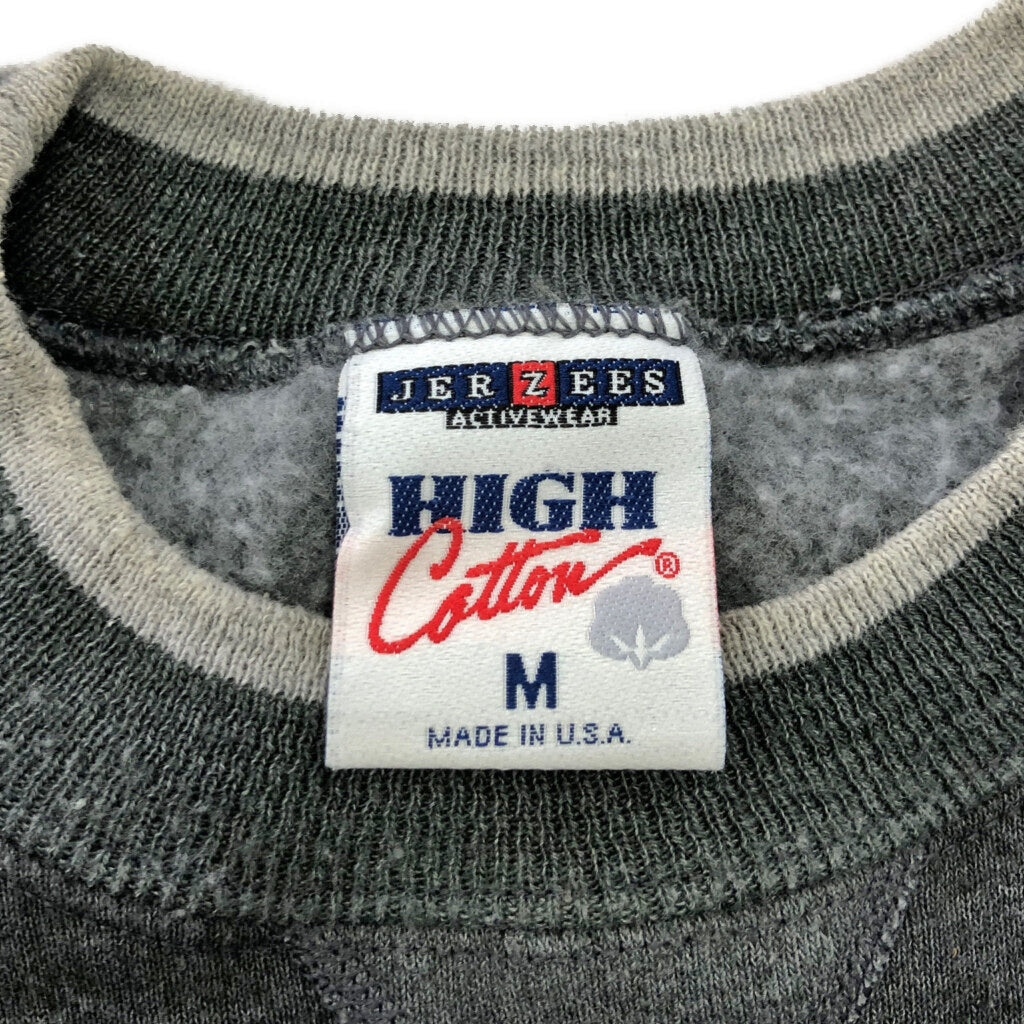 JERZEES
ACTIVEWEAR
HIGH
Cotton®
M
MADE IN U.S.A.